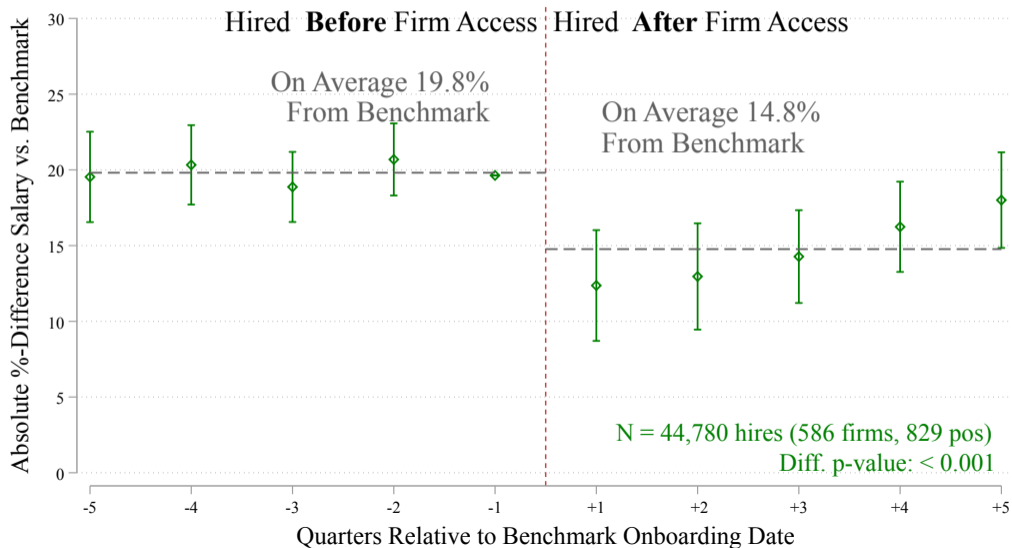 Hired Before Firm Access
Hired After Firm Access
On Average 19.8%
From Benchmark
On Average 14.8%
From Benchmark
Absolute %-Difference Salary vs. Benchmark
30
25
20
15
10
5
0
N = 44,780 hires (586 firms, 829 pos)
Diff. p-value: < 0.001
-5
-4
-3
-2
-1
+1
+2
+3
+4
+5
Quarters Relative to Benchmark Onboarding Date